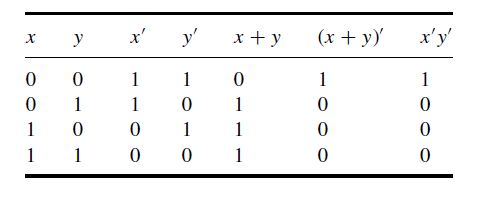 x y x′ y′ x + y (x + y)′ x′y′
0 0 1 1 0 1 1
0 1 1 0 1 0 0
1 0 0 1 1 0 0
1 1 0 0 1 0 0